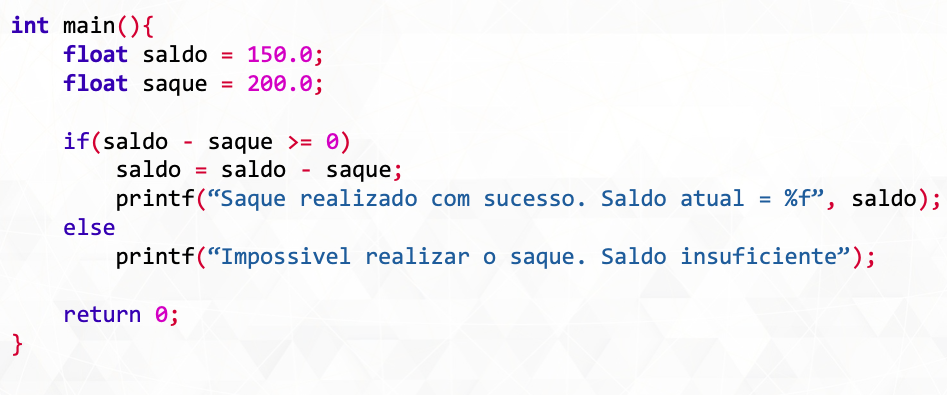 int main(){
    float saldo = 150.0;
    float saque = 200.0;

    if(saldo - saque >= 0)
        saldo = saldo - saque;
        printf(“Saque realizado com sucesso. Saldo atual = %f”, saldo);
    else
        printf(“Impossivel realizar o saque. Saldo insuficiente”);

    return 0;
}